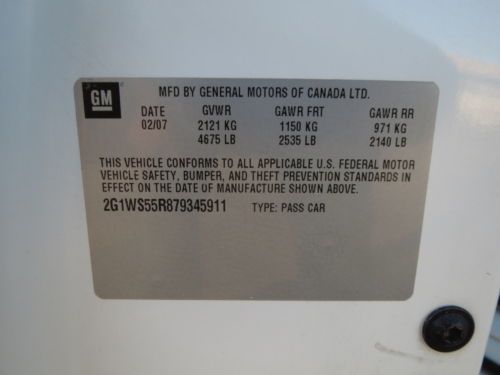 GM
MFD BY GENERAL MOTORS OF CANADA LTD.
DATE GVWR GAWR FRT GAWR RR
02/07 2121 KG 1150 KG 971 KG
4675 LB 2535 LB 2140 LB
THIS VEHICLE CONFORMS TO ALL APPLICABLE U.S. FEDERAL MOTOR
VEHICLE SAFETY, BUMPER, AND THEFT PREVENTION STANDARDS IN
EFFECT ON THE DATE OF MANUFACTURE SHOWN ABOVE.
2G1WS55R879345911 TYPE: PASS CAR